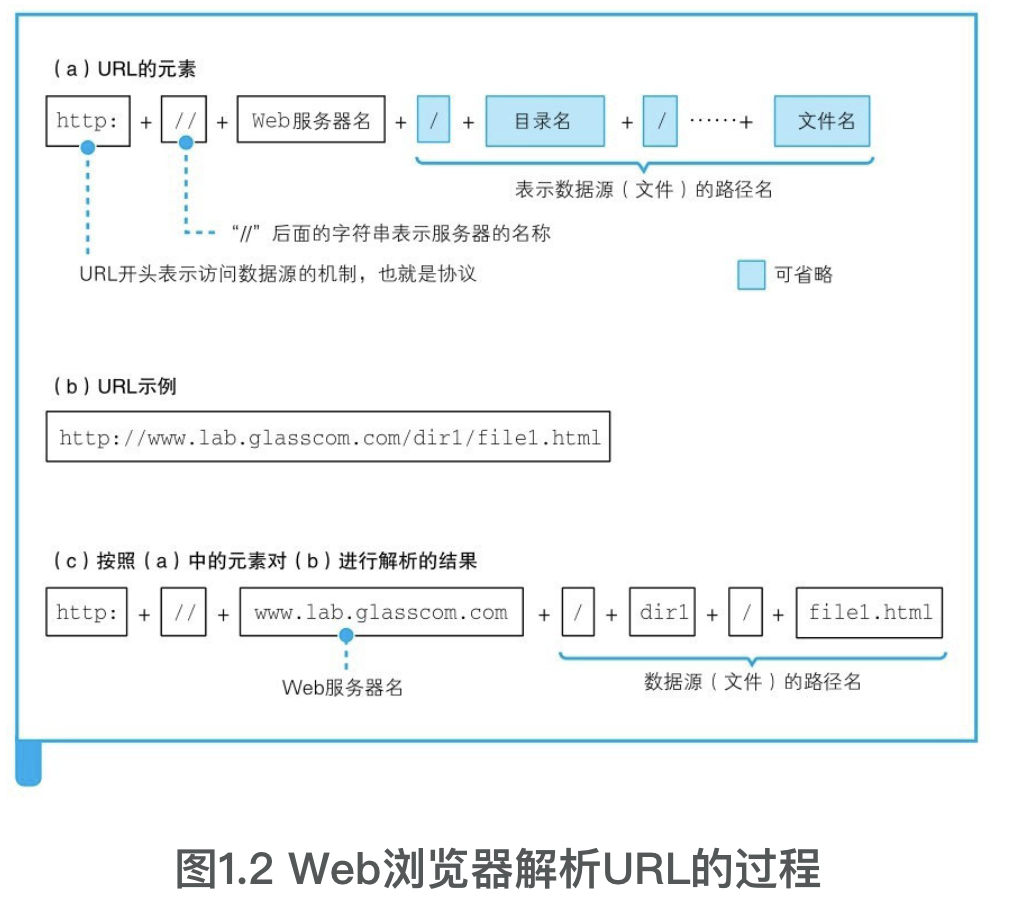 (a)URL的元素
http: + // + Web服务器名 + / + 目录名 + / ……+ 文件名
表示数据源(文件)的路径名
“//”后面的字符串表示服务器的名称
URL开头表示访问数据源的机制，也就是协议
可省略
(b)URL示例
http://www.lab.glasscom.com/dir1/file1.html
(c)按照(a)中的元素对(b)进行解析的结果
http: + // + www.lab.glasscom.com + / + dir1 + / + file1.html
Web服务器名
数据源(文件)的路径名
图1.2 Web浏览器解析URL的过程